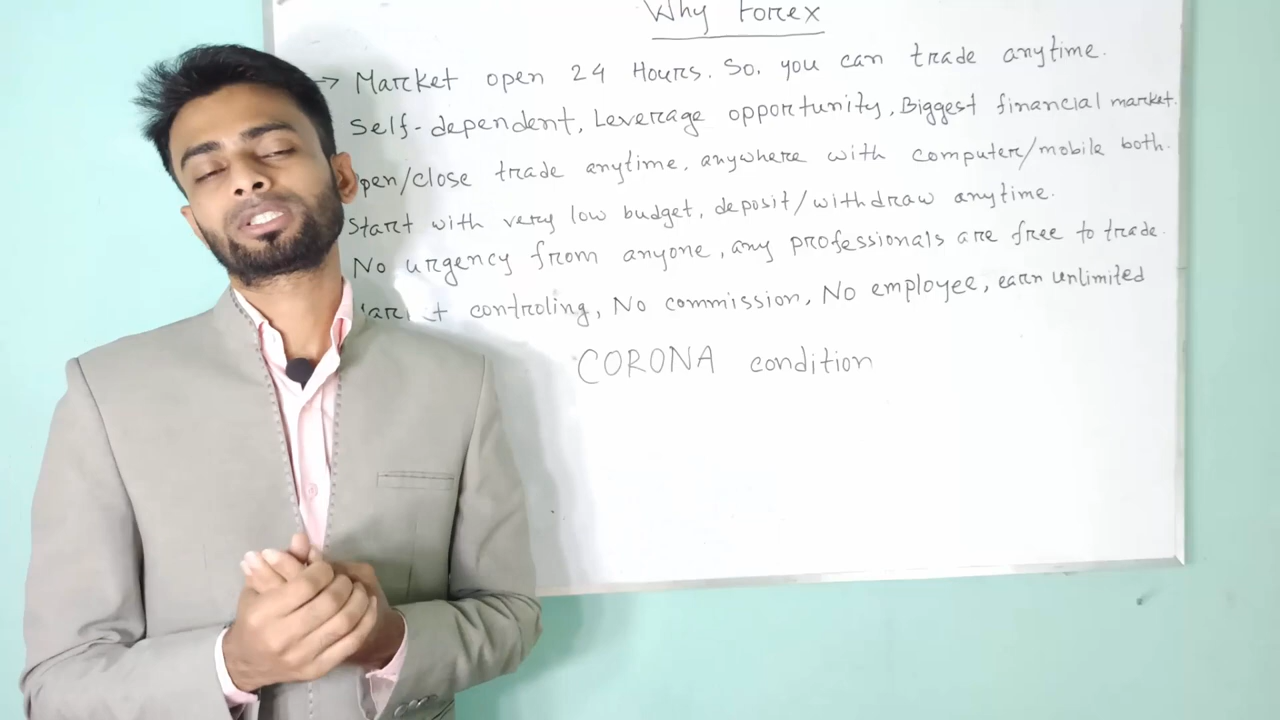 Why Forex
→ Market open 24 Hours. So, you can trade anytime.
Self-dependent, Leverage opportunity, Biggest financial market.
pen/close trade anytime, anywhere with computer/mobile both.
Start with very low budget, deposit/withdraw anytime.
No urgency from anyone, any professionals are free to trade.
controling, No commission, No employee, earn unlimited
CORONA condition